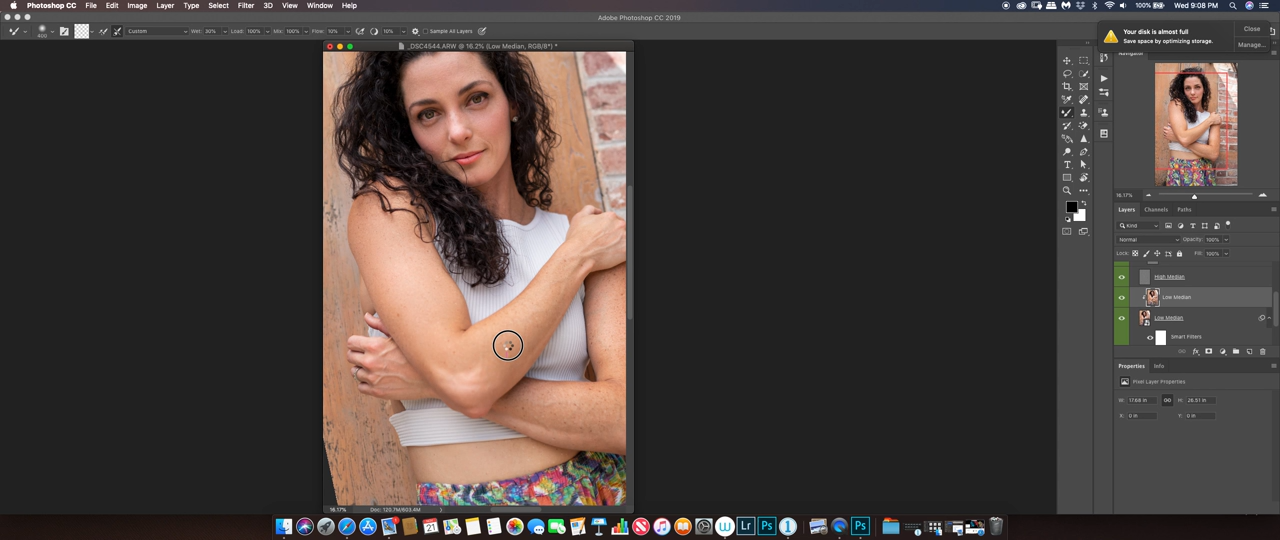 Photoshop CC File Edit Image Layer Type Select Filter 3D View Window Help
100% Wed 9:08 PM
Adobe Photoshop CC 2019
400 Custom Wet: 30% Load: 100% Mix: 100% Flow: 10% 10% Sample All Layers
_DSC4544.ARW @ 16.2% (Low Median, RGB/8*) *
Your disk is almost full
Save space by optimizing storage.
Close
Manage...
Navigator
16.17%
Layers Channels Paths
Kind
Normal Opacity: 100%
Lock: Fill: 100%
High Median
Low Median
Low Median
Smart Filters
Properties Info
Pixel Layer Properties
W: 17.68 in H: 26.51 in
X: 0 in Y: 0 in
16.17% Doc: 120.7M/603.4M
21
Lr Ps Ps